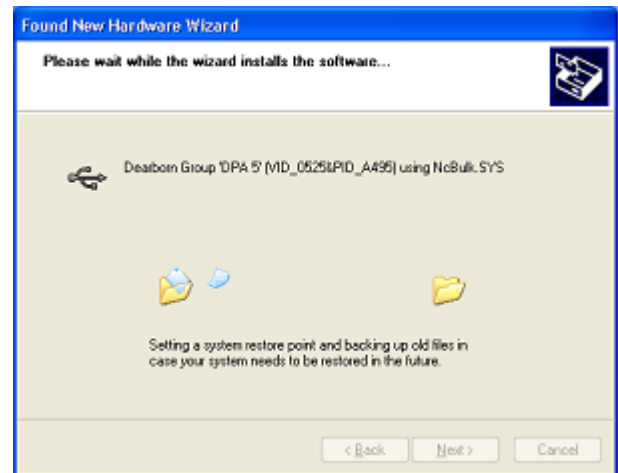 Found New Hardware Wizard
Please wait while the wizard installs the software...
Dearborn Group 'DPA 5' (VID_0525&PID_A495) using NcBulk.SYS
Setting a system restore point and backing up old files in
case your system needs to be restored in the future.
< Back Next > Cancel